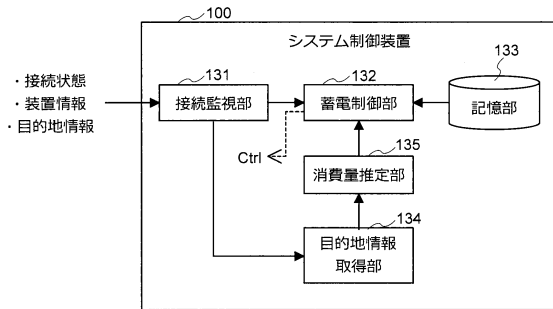 100
システム制御装置
・接続状態
・装置情報
・目的地情報
131
接続監視部
132
蓄電制御部
133
記憶部
Ctrl
135
消費量推定部
134
目的地情報
取得部